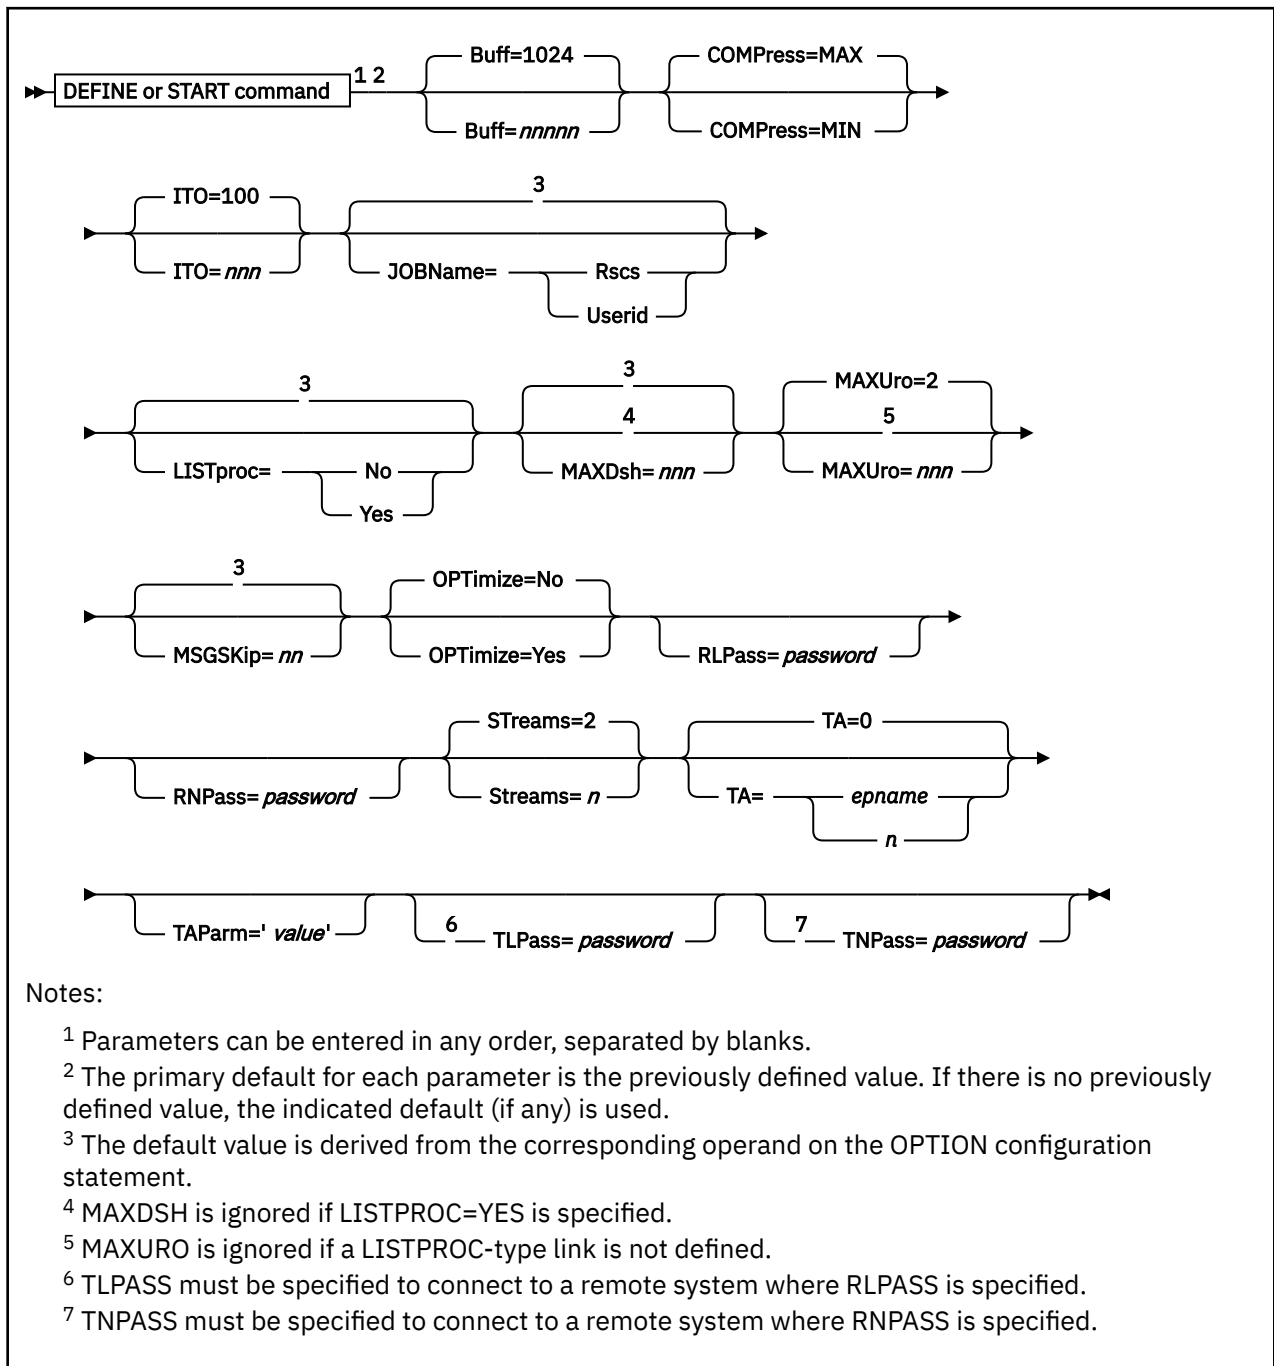 Buff=1024 COMPress=MAX
DEFINE or START command 1 2
Buff=nnnnn COMPress=MIN
3
ITO=100
ITO=nnn JOBName= Rscs
Userid
3
3 MAXUro=2
4 5
LISTproc= No MAXDsh=nnn MAXUro=nnn
Yes
3 OPTimize=No
MSGSKip=nn OPTimize=Yes RLPass=password
STreams=2 TA=0
RNPass=password Streams=n TA= epname
n
TAParm='value' 6 TLPass=password 7 TNPass=password
Notes:
1 Parameters can be entered in any order, separated by blanks.
2 The primary default for each parameter is the previously defined value. If there is no previously
defined value, the indicated default (if any) is used.
3 The default value is derived from the corresponding operand on the OPTION configuration
statement.
4 MAXDSH is ignored if LISTPROC=YES is specified.
5 MAXURO is ignored if a LISTPROC-type link is not defined.
6 TLPASS must be specified to connect to a remote system where RLPASS is specified.
7 TNPASS must be specified to connect to a remote system where RNPASS is specified.